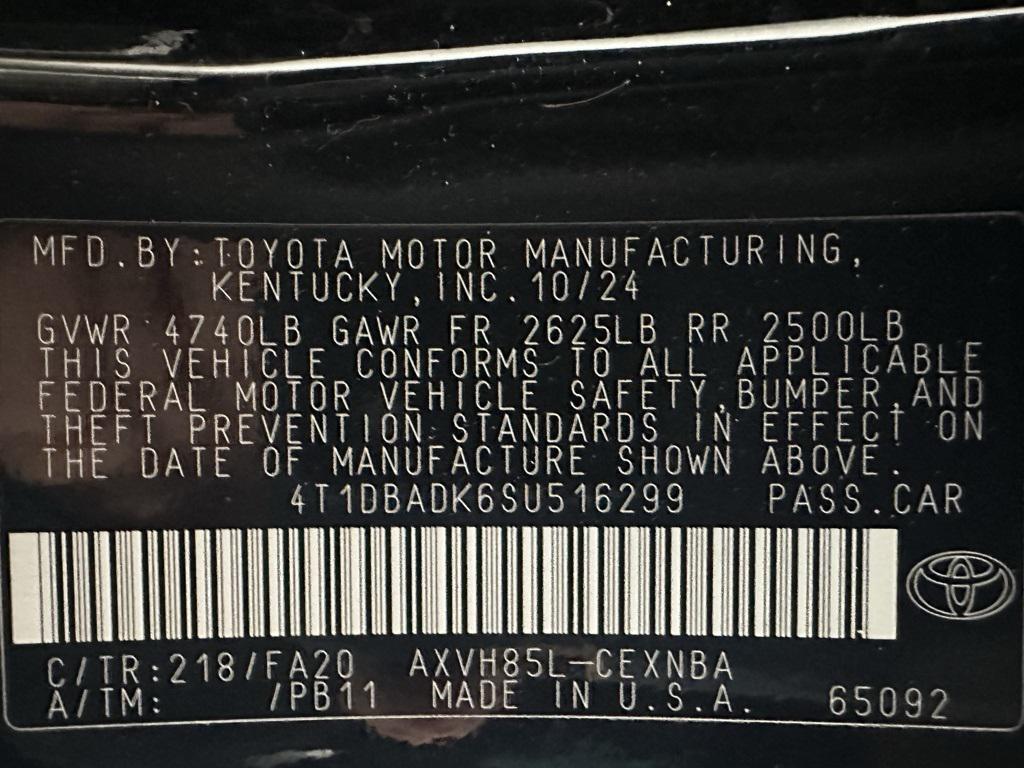 MFD. BY: TOYOTA MOTOR MANUFACTURING,
KENTUCKY, INC. 10/24
GVWR 4740LB GAWR FR 2625LB RR 2500LB
THIS VEHICLE CONFORMS TO ALL APPLICABLE
FEDERAL MOTOR VEHICLE SAFETY, BUMPER, AND
THEFT PREVENTION STANDARDS IN EFFECT ON
THE DATE OF MANUFACTURE SHOWN ABOVE.
4T1DBADK6SU516299 PASS. CAR
C/TR: 218/FA20 AXVH85L-CEXNBA
A/TM: /PB11 MADE IN U.S.A. 65092